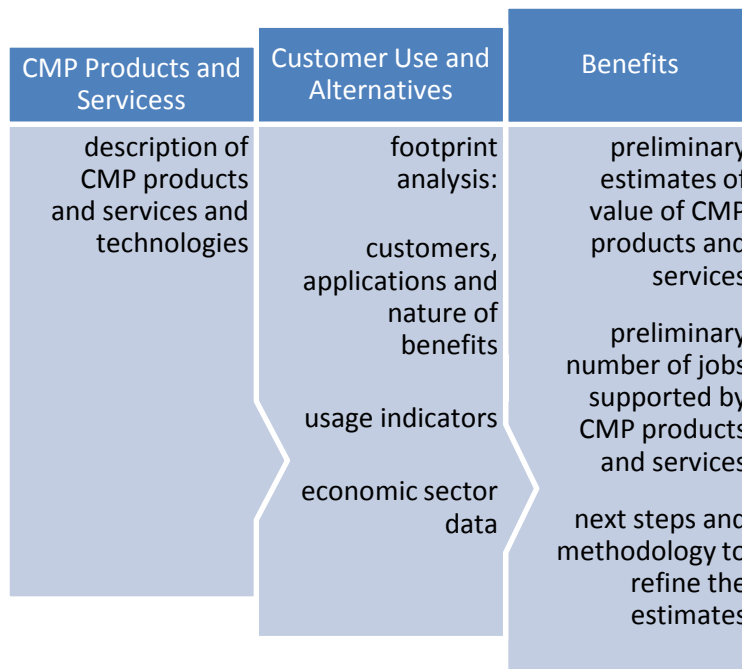 CMP Products and
Servicess
description of
CMP products
and services and
technologies
Customer Use and
Alternatives
footprint
analysis:
customers,
applications and
nature of
benefits
usage indicators
economic sector
data
Benefits
preliminary
estimates of
value of CMP
products and
services
preliminary
number of jobs
supported by
CMP products
and services
next steps and
methodology to
refine the
estimates